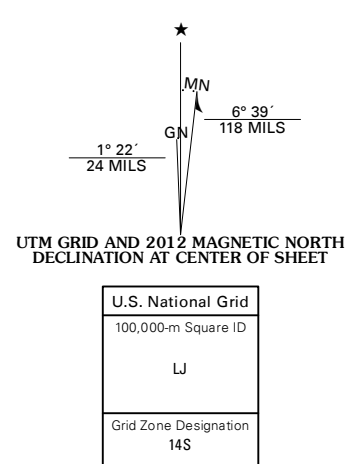 ★
MN
6° 39´
118 MILS
GN
1° 22´
24 MILS
UTM GRID AND 2012 MAGNETIC NORTH
DECLINATION AT CENTER OF SHEET
U.S. National Grid
100,000-m Square ID
LJ
Grid Zone Designation
14S